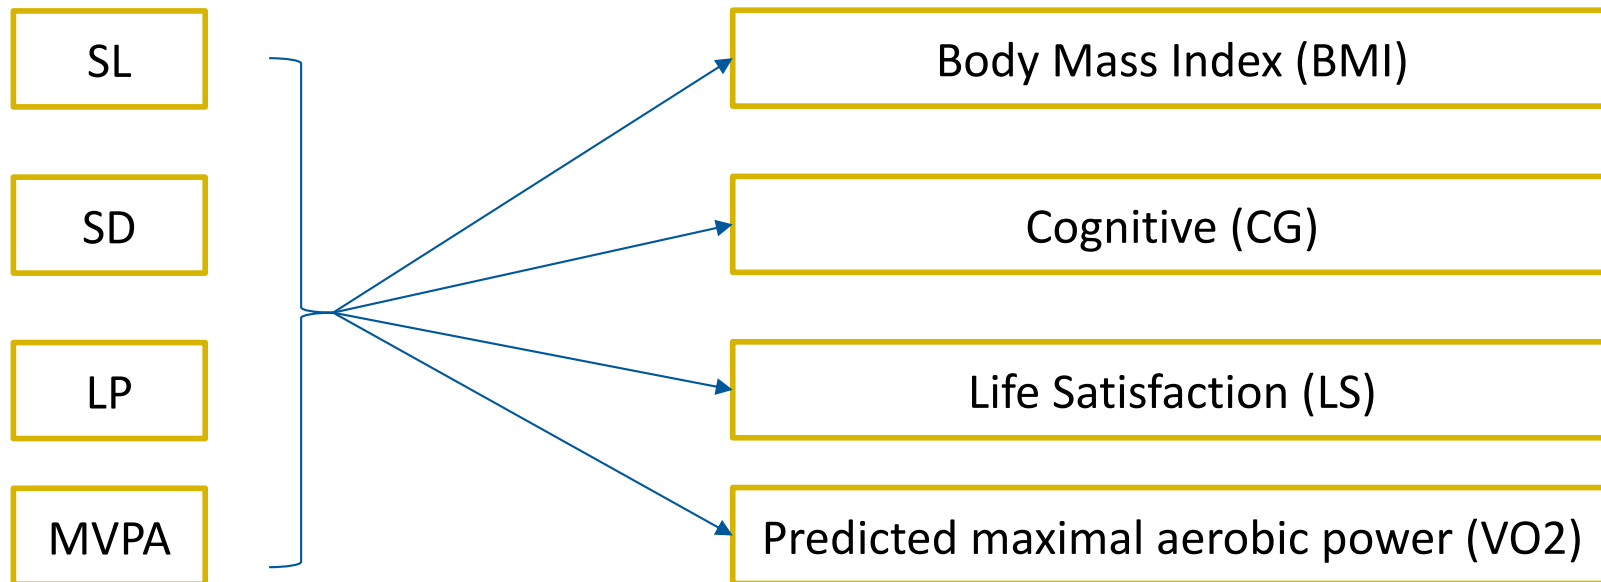 SL
Body Mass Index (BMI)
SD
Cognitive (CG)
LP
Life Satisfaction (LS)
MVPA
Predicted maximal aerobic power (VO2)